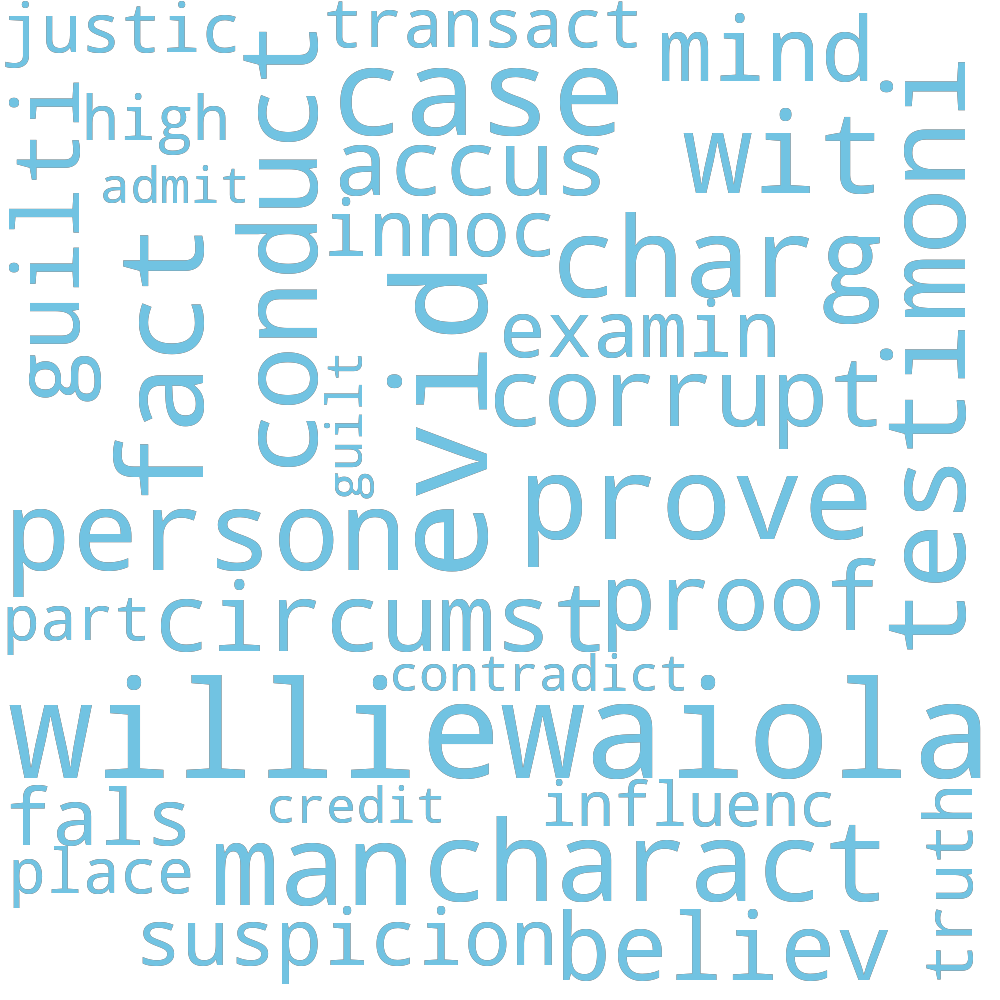 justic
transact
mind
guilti
high
conduct
case
wit
testimoni
admit
accus
innoc
fact
charg
evid
examin
guilt
corrupt
person
prove
part
circumst
proof
contradict
williewaiola
fals
credit
influenc
truth
place
man
charact
suspicion
believ